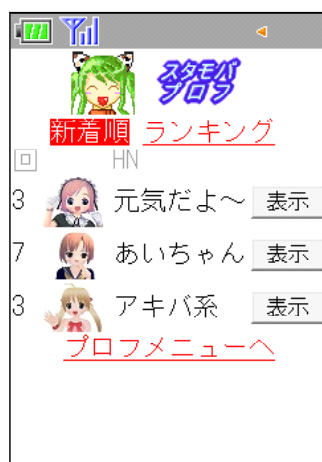 スタモバ
プロフ
新着順 ランキング
回 HN
3 元気だよ～ 表示
7 あいちゃん 表示
3 アキバ系 表示
プロフメニューへ